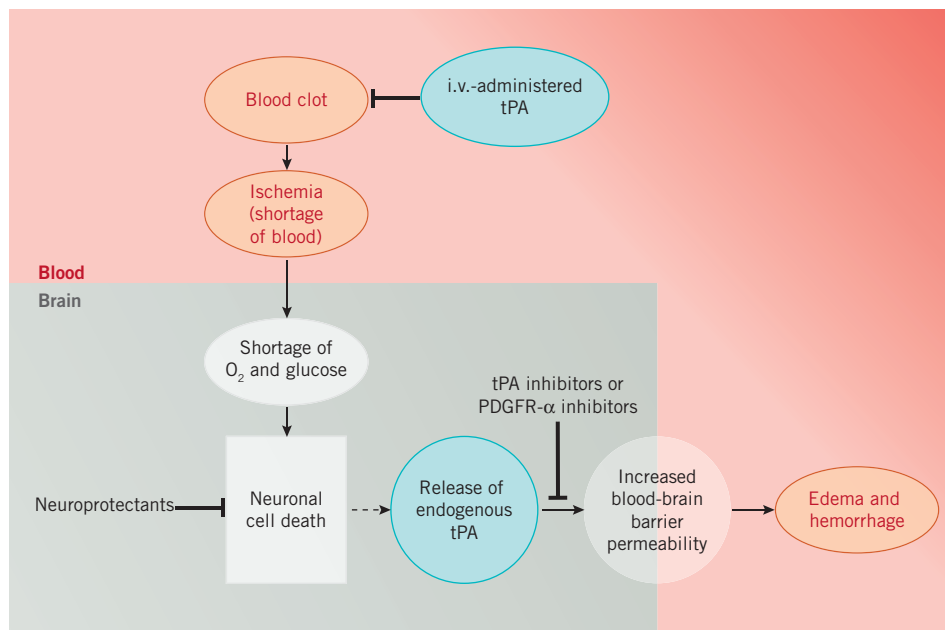 Blood clot
i.v.-administered
tPA
Ischemia
(shortage
of blood)
Blood
Brain
Shortage of
O₂ and glucose
tPA inhibitors or
PDGFR-α inhibitors
Neuroprotectants
Neuronal
cell death
Release of
endogenous
tPA
Increased
blood-brain
barrier
permeability
Edema and
hemorrhage